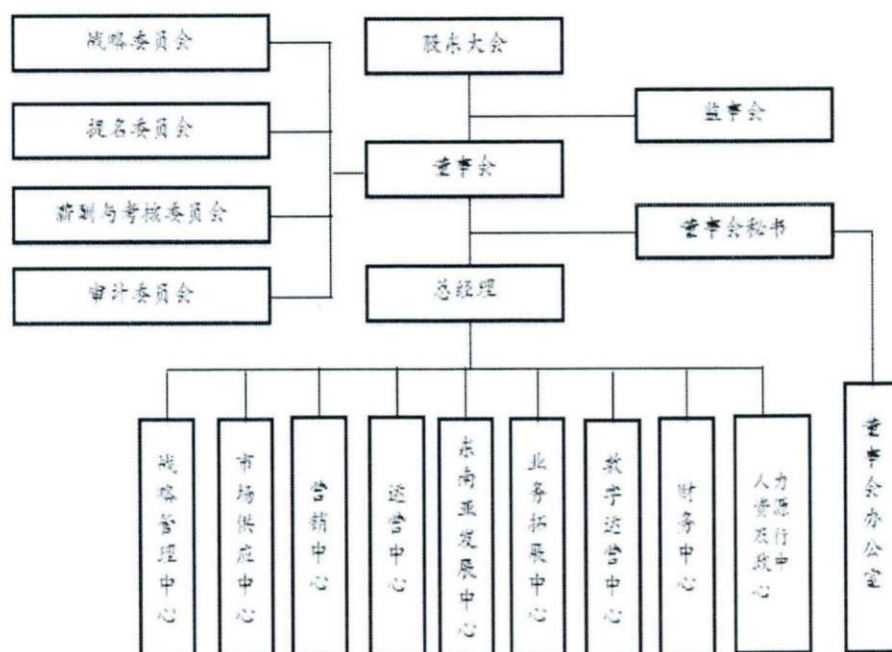 战略委员会
股东大会
提名委员会
监事会
董事会
薪酬与考核委员会
董事会秘书
审计委员会
总经理
战略管理中心
市场供应中心
营销中心
运营中心
东南亚发展中心
业务拓展中心
数字运营中心
财务中心
人力资源及行政中心
董事会办公室